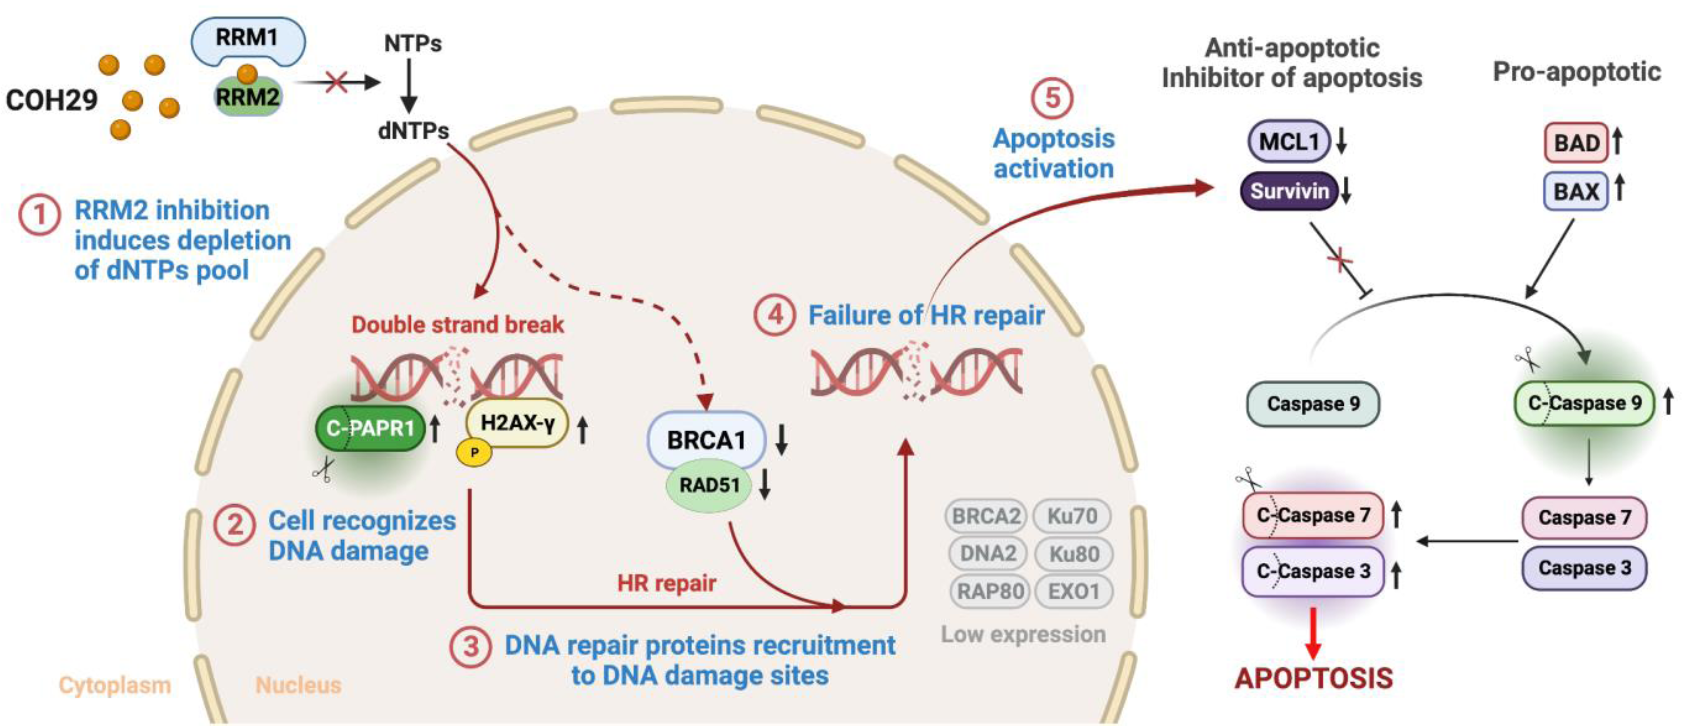 COH29
RRM1
RRM2
NTPs
dNTPs
1
RRM2 inhibition
induces depletion
of dNTPs pool
Double strand break
C-PAPR1
H2AX-γ
P
2
Cell recognizes
DNA damage
BRCA1
RAD51
HR repair
3
DNA repair proteins recruitment
to DNA damage sites
4
Failure of HR repair
BRCA2
Ku70
DNA2
Ku80
RAP80
EXO1
Low expression
Cytoplasm
Nucleus
5
Apoptosis
activation
Anti-apoptotic
Inhibitor of apoptosis
Pro-apoptotic
MCL1
Survivin
BAD
BAX
Caspase 9
C-Caspase 9
Caspase 7
Caspase 3
C-Caspase 7
C-Caspase 3
APOPTOSIS